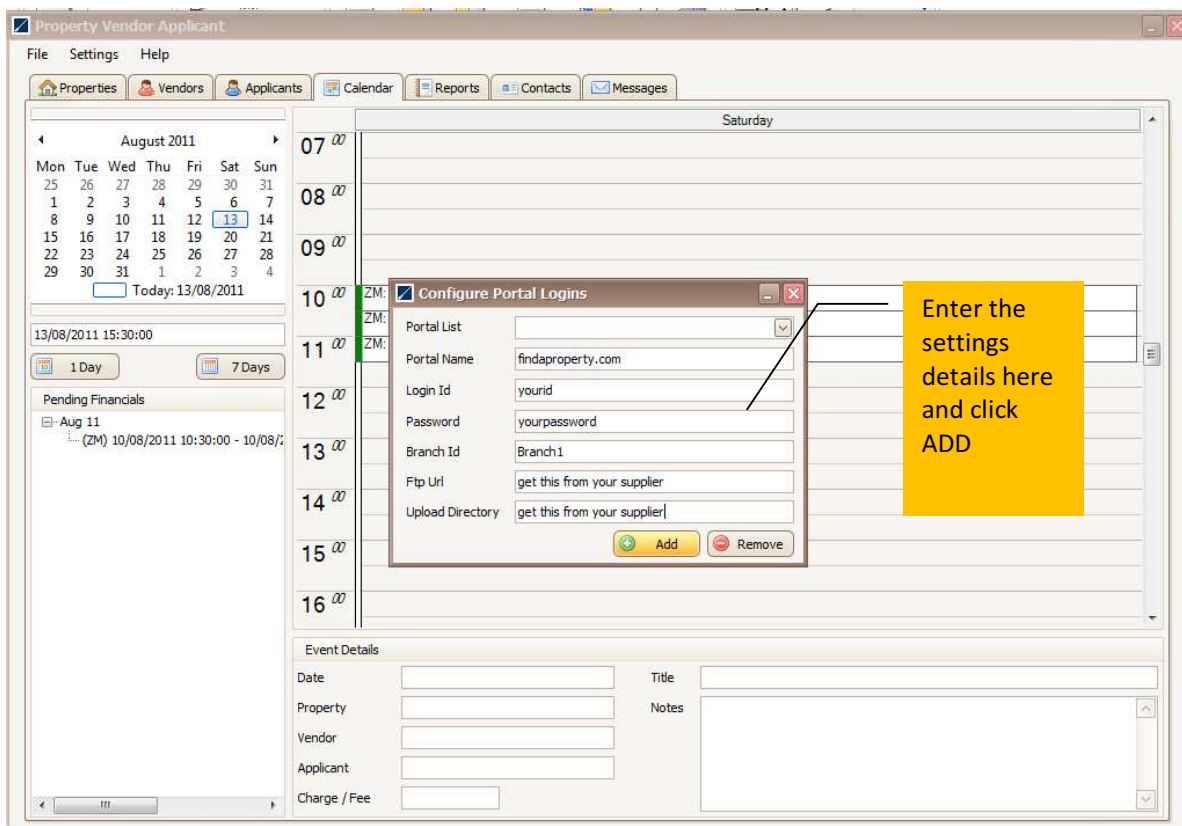 Property Vendor Applicant
File Settings Help
Properties Vendors Applicants Calendar Reports Contacts Messages
August 2011
Mon Tue Wed Thu Fri Sat Sun
25 26 27 28 29 30 31
1 2 3 4 5 6 7
8 9 10 11 12 13 14
15 16 17 18 19 20 21
22 23 24 25 26 27 28
29 30 31 1 2 3 4
Today: 13/08/2011
13/08/2011 15:30:00
1 Day 7 Days
Pending Financials
Aug 11
(ZM) 10/08/2011 10:30:00 - 10/08/2
Saturday
07 00
08 00
09 00
10 00
11 00
12 00
13 00
14 00
15 00
16 00
ZM:
ZM:
ZM:
Configure Portal Logins
Portal List
Portal Name findaproperty.com
Login Id yourid
Password yourpassword
Branch Id Branch1
Ftp Url get this from your supplier
Upload Directory get this from your supplier
Add Remove
Enter the
settings
details here
and click
ADD
Event Details
Date Title
Property Notes
Vendor
Applicant
Charge / Fee